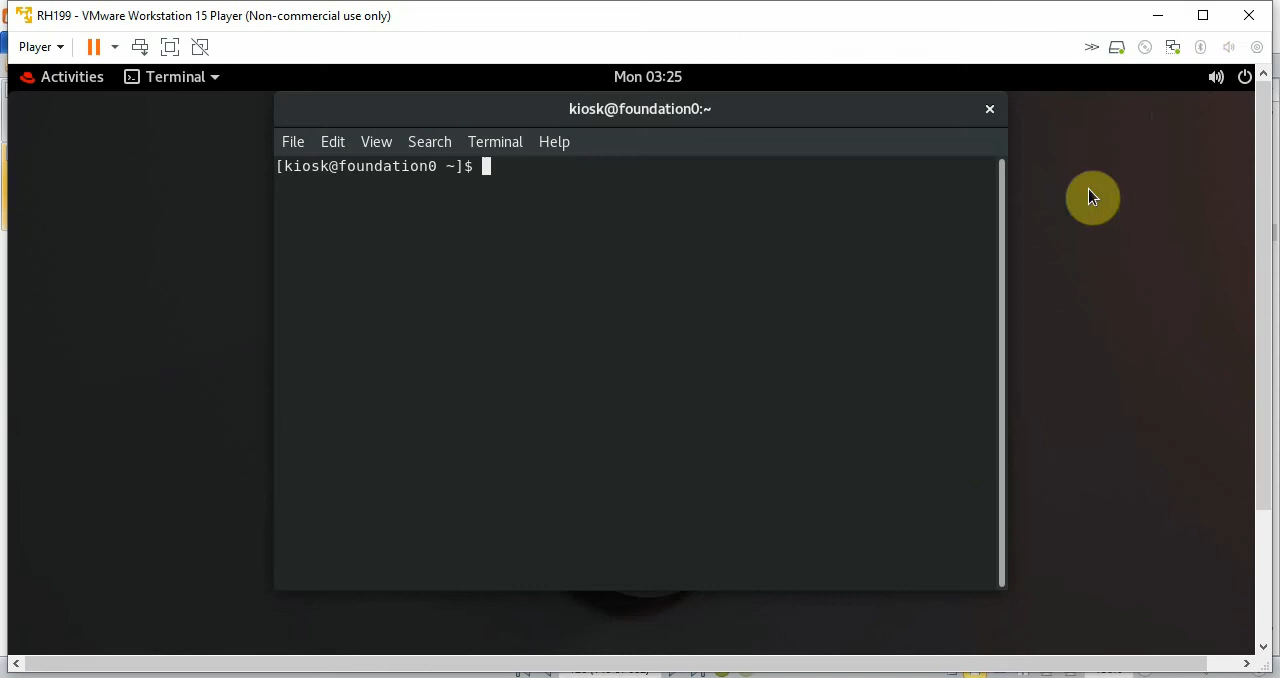 RH199 - VMware Workstation 15 Player (Non-commercial use only)
Player
Activities Terminal Mon 03:25
kiosk@foundation0:~
File Edit View Search Terminal Help
[kiosk@foundation0 ~]$